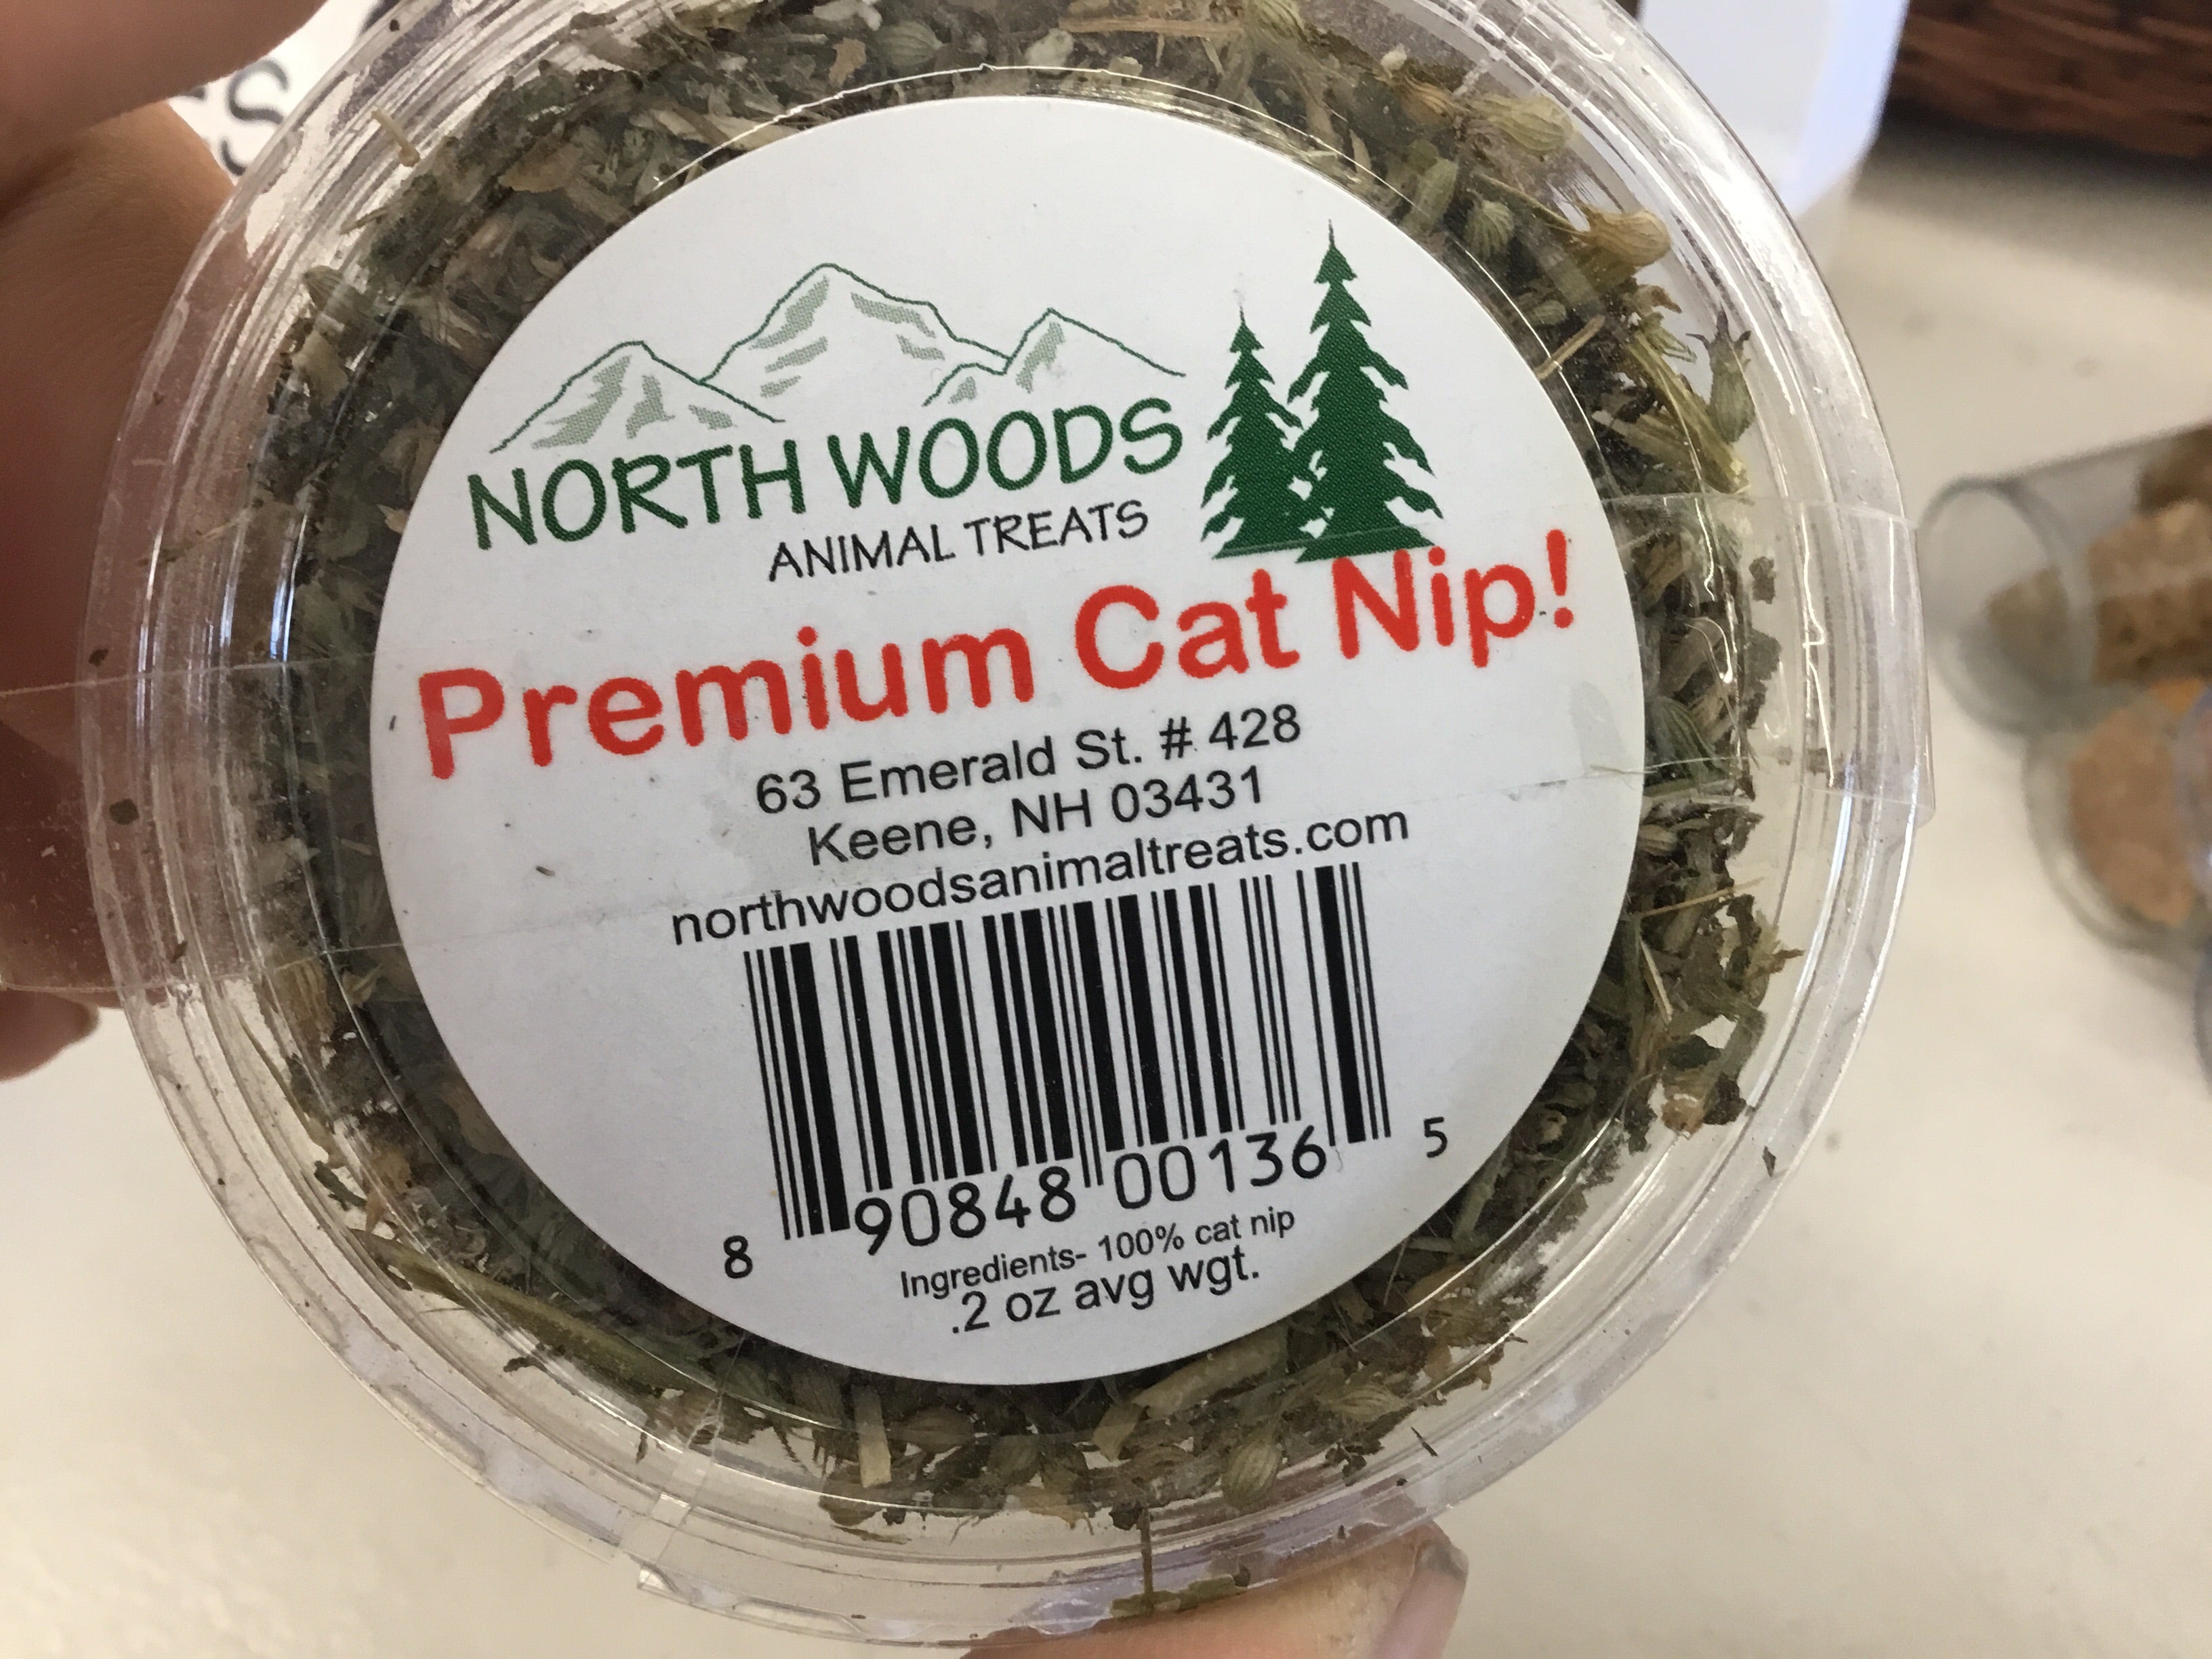 NORTH WOODS
ANIMAL TREATS
Premium Cat Nip!
63 Emerald St. # 428
Keene, NH 03431
northwoodsanimaltreats.com
8 90848 00136 5
Ingredients- 100% cat nip
.2 oz avg wgt.